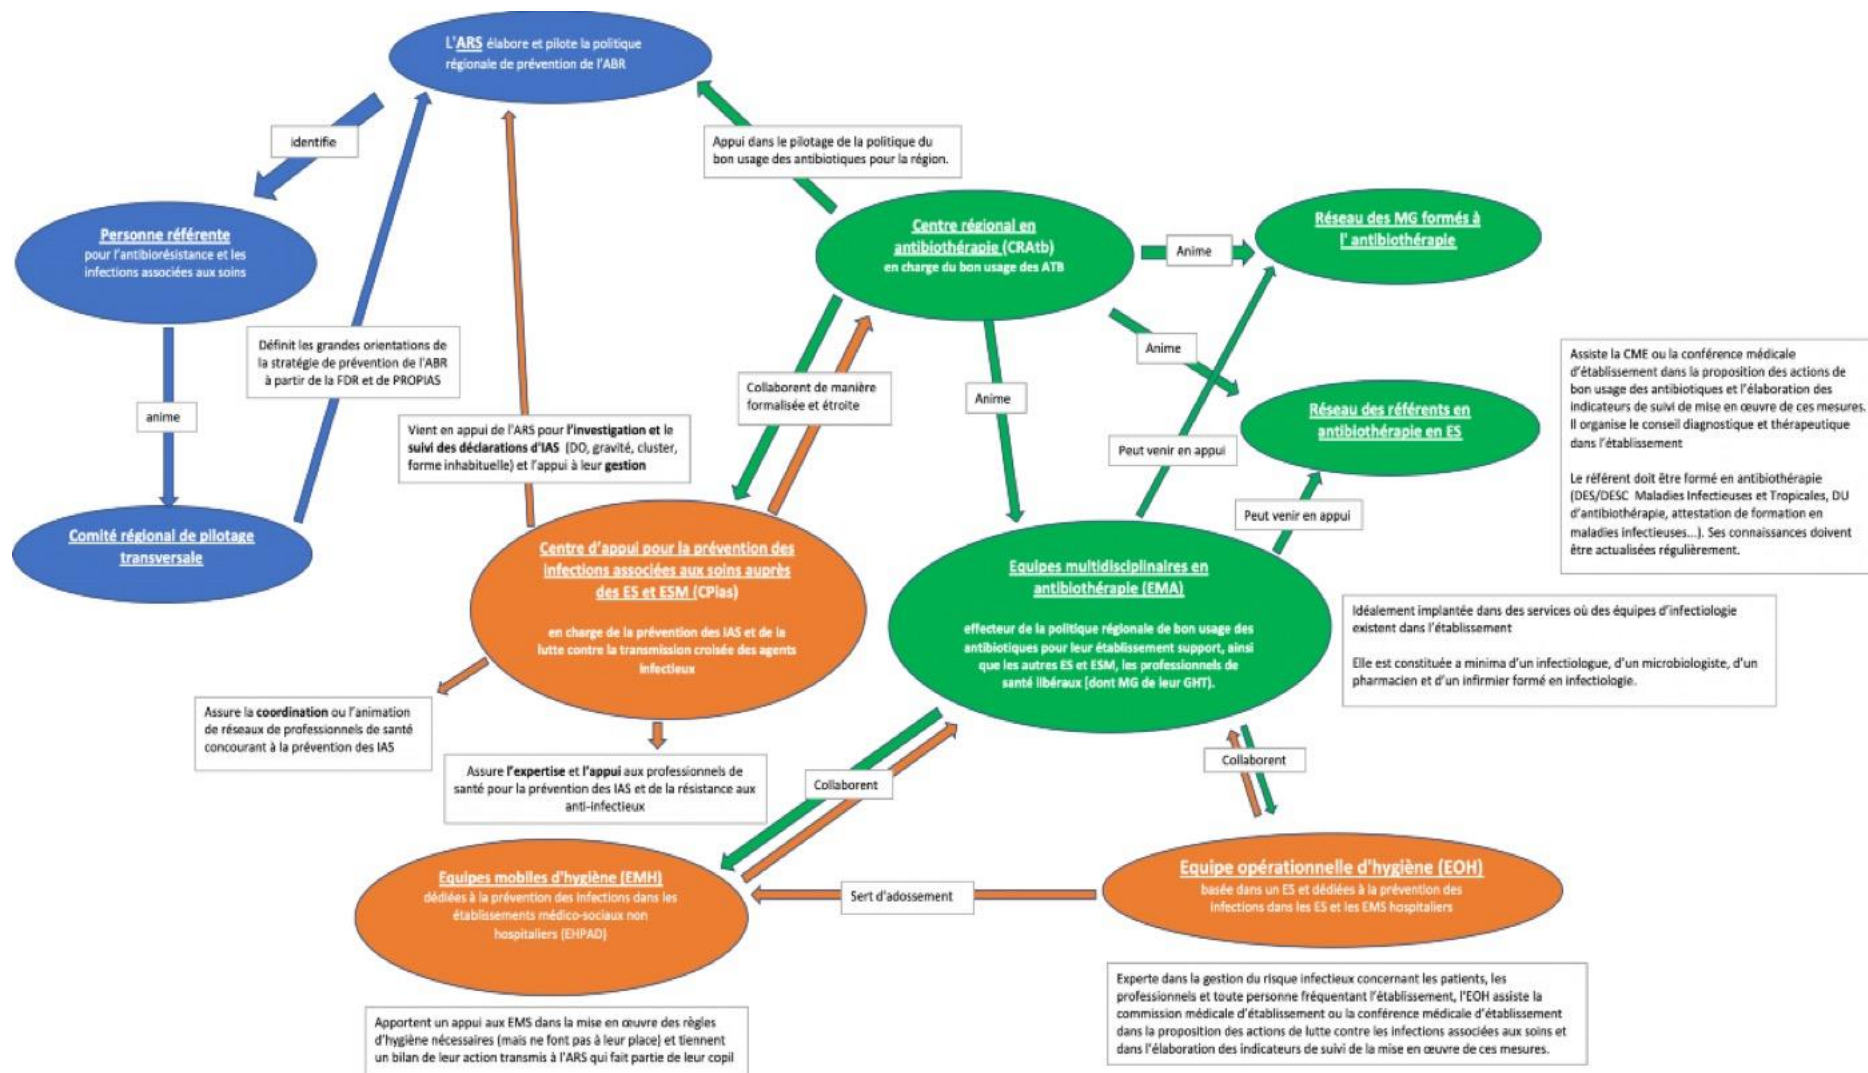 L'ARS élabore et pilote la politique
régionale de prévention de l'ABR
identifie
Appui dans le pilotage de la politique du
bon usage des antibiotiques pour la région.
Personne référente
pour l'antibiorésistance et les
infections associées aux soins
Centre régional en
antibiothérapie (CRAtb)
en charge du bon usage des ATB
Anime
Réseau des MG formés à
l' antibiothérapie
Définit les grandes orientations de
la stratégie de prévention de l'ABR
à partir de la FDR et de PROPIAS
anime
Collaborent de manière
formalisée et étroite
Anime
Anime
Réseau des référents en
antibiothérapie en ES
Assiste la CME ou la conférence médicale
d'établissement dans la proposition des actions de
bon usage des antibiotiques et l'élaboration des
indicateurs de suivi de mise en œuvre de ces mesures.
Il organise le conseil diagnostique et thérapeutique
dans l'établissement
Le référent doit être formé en antibiothérapie
(DES/DESC Maladies Infectieuses et Tropicales, DU
d'antibiothérapie, attestation de formation en
maladies infectieuses...). Ses connaissances doivent
être actualisées régulièrement.
Vient en appui de l'ARS pour l'investigation et le
suivi des déclarations d'IAS (DO, gravité, cluster,
forme inhabituelle) et l'appui à leur gestion
Peut venir en appui
Peut venir en appui
Comité régional de pilotage
transversale
Centre d'appui pour la prévention des
infections associées aux soins auprès
des ES et ESM (CPias)
en charge de la prévention des IAS et de la
lutte contre la transmission croisée des agents
infectieux
Equipes multidisciplinaires en
antibiothérapie (EMA)
effecteur de la politique régionale de bon usage des
antibiotiques pour leur établissement support, ainsi
que les autres ES et ESM, les professionnels de
santé libéraux [dont MG de leur GHT).
Idéalement implantée dans des services où des équipes d'infectiologie
existent dans l'établissement
Elle est constituée a minima d'un infectiologue, d'un microbiologiste, d'un
pharmacien et d'un infirmier formé en infectiologie.
Assure la coordination ou l'animation
de réseaux de professionnels de santé
concourant à la prévention des IAS
Assure l'expertise et l'appui aux professionnels de
santé pour la prévention des IAS et de la résistance aux
anti-infectieux
Collaborent
Collaborent
Equipes mobiles d'hygiène (EMH)
dédiées à la prévention des infections dans les
établissements médico-sociaux non
hospitaliers (EHPAD)
Sert d'adossement
Equipe opérationnelle d'hygiène (EOH)
basée dans un ES et dédiées à la prévention des
infections dans les ES et les EMS hospitaliers
Apportent un appui aux EMS dans la mise en œuvre des règles
d'hygiène nécessaires (mais ne font pas à leur place) et tiennent
un bilan de leur action transmis à l'ARS qui fait partie de leur copil
Experte dans la gestion du risque infectieux concernant les patients, les
professionnels et toute personne fréquentant l'établissement, l'EOH assiste la
commission médicale d'établissement ou la conférence médicale d'établissement
dans la proposition des actions de lutte contre les infections associées aux soins et
dans l'élaboration des indicateurs de suivi de la mise en œuvre de ces mesures.